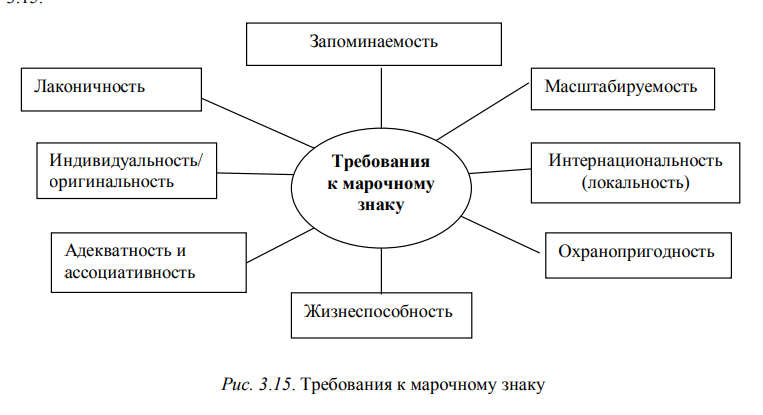 3.15.
Запоминаемость
Лаконичность
Масштабируемость
Индивидуальность/
оригинальность
Требования
к марочному
знаку
Интернациональность
(локальность)
Адекватность и
ассоциативность
Охранопригодность
Жизнеспособность
Рис. 3.15. Требования к марочному знаку